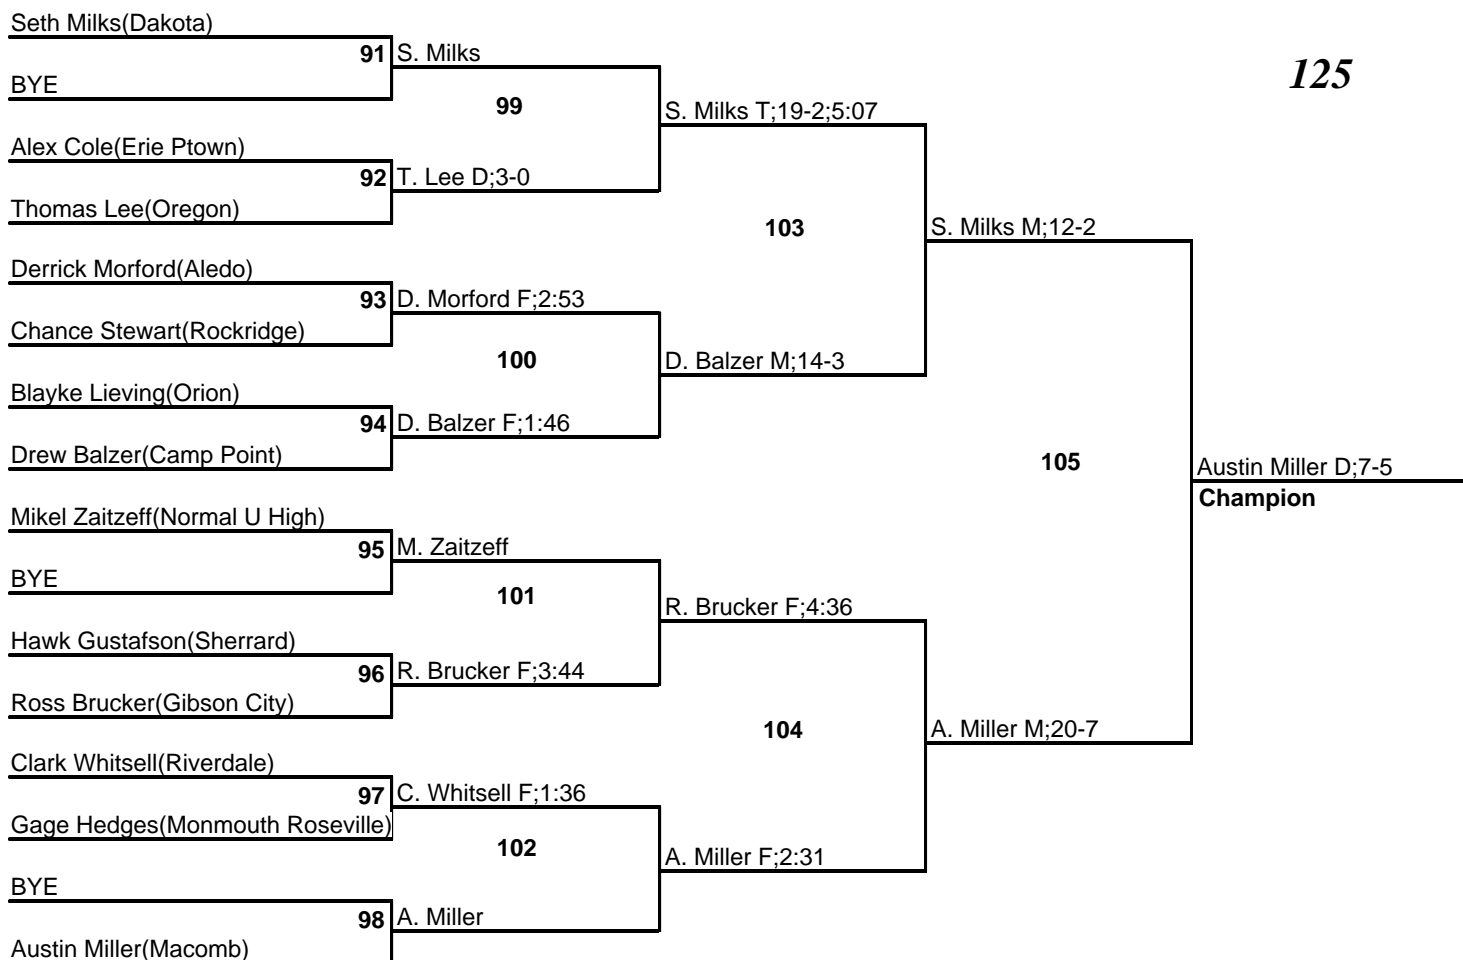 Seth Milks(Dakota)
91 S. Milks
BYE
125
99
S. Milks T;19-2;5:07
Alex Cole(Erie Ptown)
92 T. Lee D;3-0
Thomas Lee(Oregon)
103
S. Milks M;12-2
Derrick Morford(Aledo)
93 D. Morford F;2:53
Chance Stewart(Rockridge)
100
D. Balzer M;14-3
Blayke Lieving(Orion)
94 D. Balzer F;1:46
Drew Balzer(Camp Point)
105
Austin Miller D;7-5
Champion
Mikel Zaitzeff(Normal U High)
95 M. Zaitzeff
BYE
101
R. Brucker F;4:36
Hawk Gustafson(Sherrard)
96 R. Brucker F;3:44
Ross Brucker(Gibson City)
104
A. Miller M;20-7
Clark Whitsell(Riverdale)
97 C. Whitsell F;1:36
Gage Hedges(Monmouth Roseville)
102
A. Miller F;2:31
BYE
98 A. Miller
Austin Miller(Macomb)